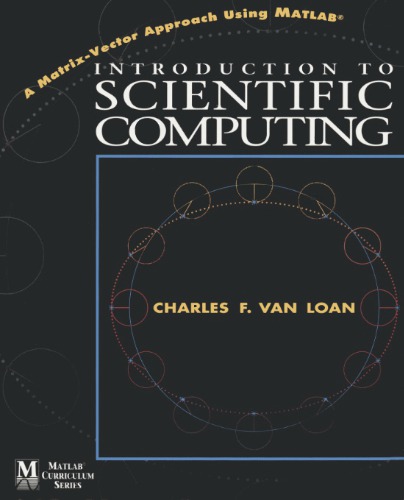 A Matrix-Vector Approach Using MATLAB®
INTRODUCTION TO
SCIENTIFIC
COMPUTING
CHARLES F. VAN LOAN
M
MATLAB®
CURRICULUM
SERIES